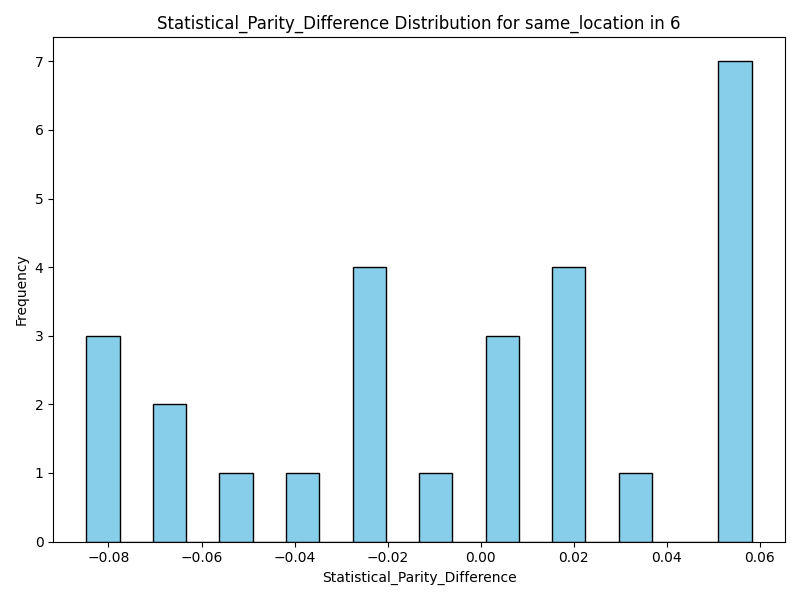 Statistical_Parity_Difference Distribution for same_location in 6
7
6
5
4
3
2
1
0
Frequency
−0.08 −0.06 −0.04 −0.02 0.00 0.02 0.04 0.06
Statistical_Parity_Difference